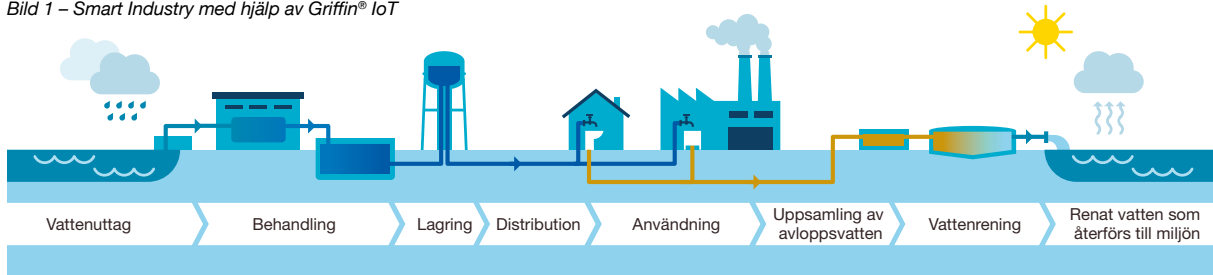 Bild 1 – Smart Industry med hjälp av Griffin® IoT
Vattenuttag
Behandling
Lagring
Distribution
Användning
Uppsamling av
avloppsvatten
Vattenrening
Renat vatten som
återförs till miljön